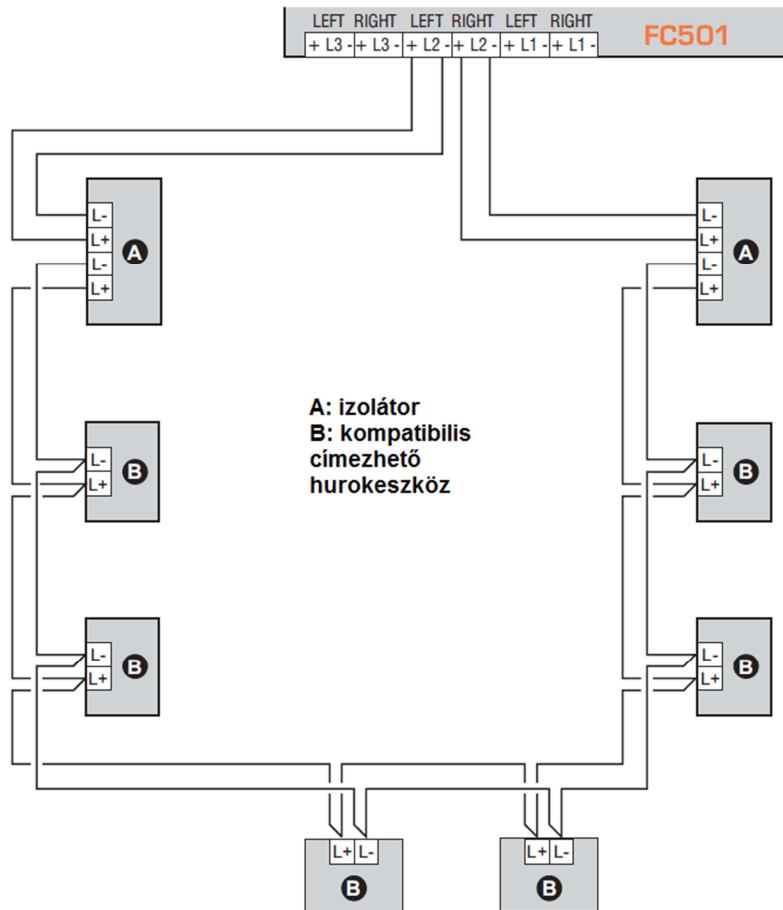 LEFT RIGHT LEFT RIGHT LEFT RIGHT
+ L3 - + L3 - + L2 - + L2 - + L1 - + L1 -
FC501
L-
L+
L-
L+
A
L-
L+
L-
L+
A
A: izolátor
B: kompatibilis
címezhető
hurokeszköz
L-
L+
B
L-
L+
B
L-
L+
B
L-
L+
B
L+ L-
B
L+ L-
B